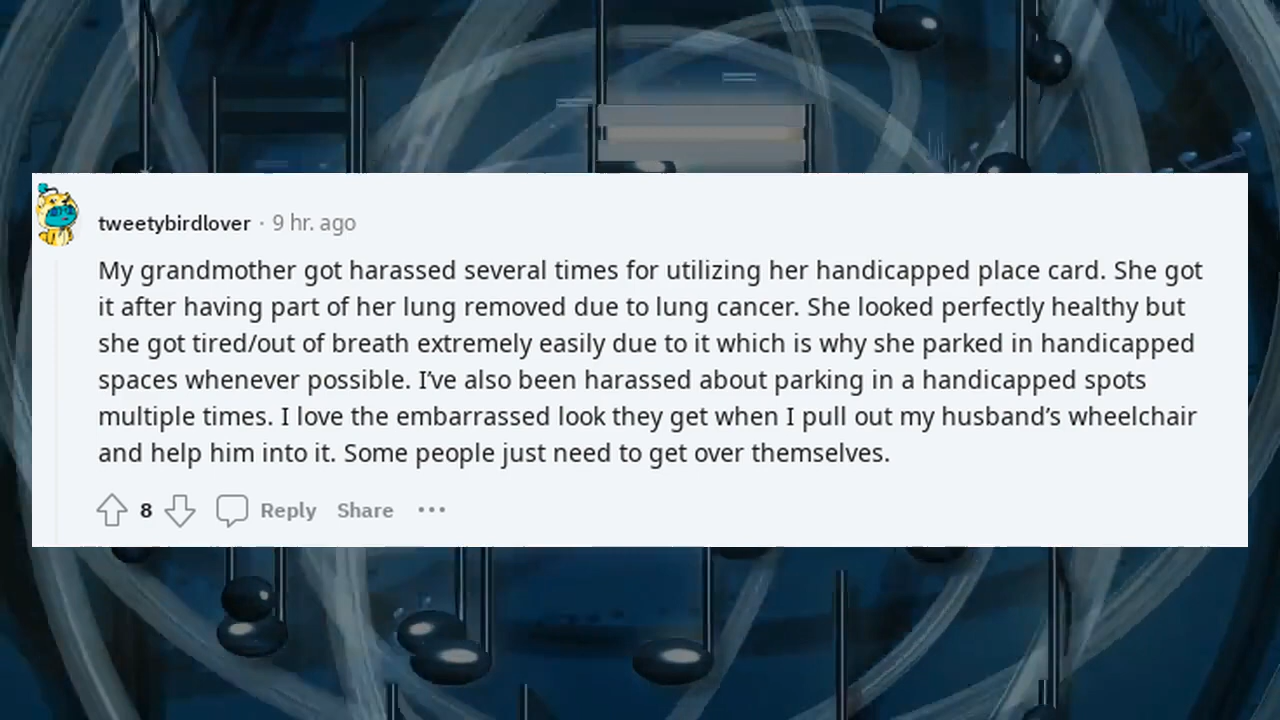 tweetybirdlover · 9 hr. ago
My grandmother got harassed several times for utilizing her handicapped place card. She got
it after having part of her lung removed due to lung cancer. She looked perfectly healthy but
she got tired/out of breath extremely easily due to it which is why she parked in handicapped
spaces whenever possible. I’ve also been harassed about parking in a handicapped spots
multiple times. I love the embarrassed look they get when I pull out my husband’s wheelchair
and help him into it. Some people just need to get over themselves.
8 Reply Share ···